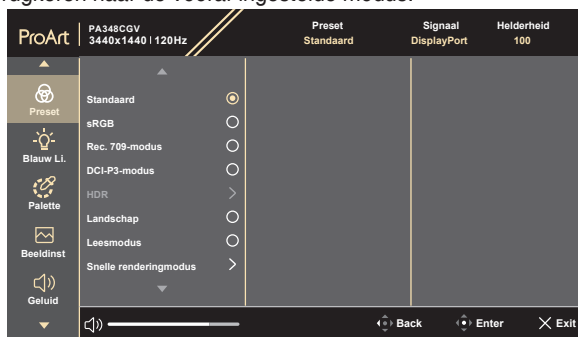 terugkeren naar de vooraf ingestelde modus.
ProArt
PA348CGV
3440x1440 120Hz
Preset
Standaard
Signaal
DisplayPort
Helderheid
100
Preset
Blauw Li.
Palette
Beeldinst
Geluid
Standaard
sRGB
Rec. 709-modus
DCI-P3-modus
HDR
Landschap
Leesmodus
Snelle renderingmodus
Back
Enter
Exit